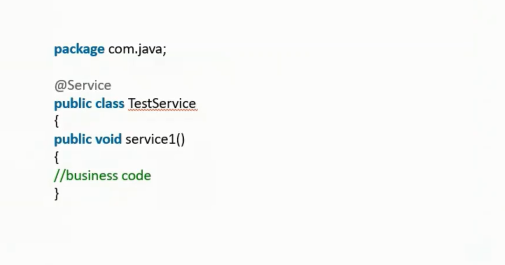 package com.java;
@Service
public class TestService
{
public void service1()
{
//business code
}